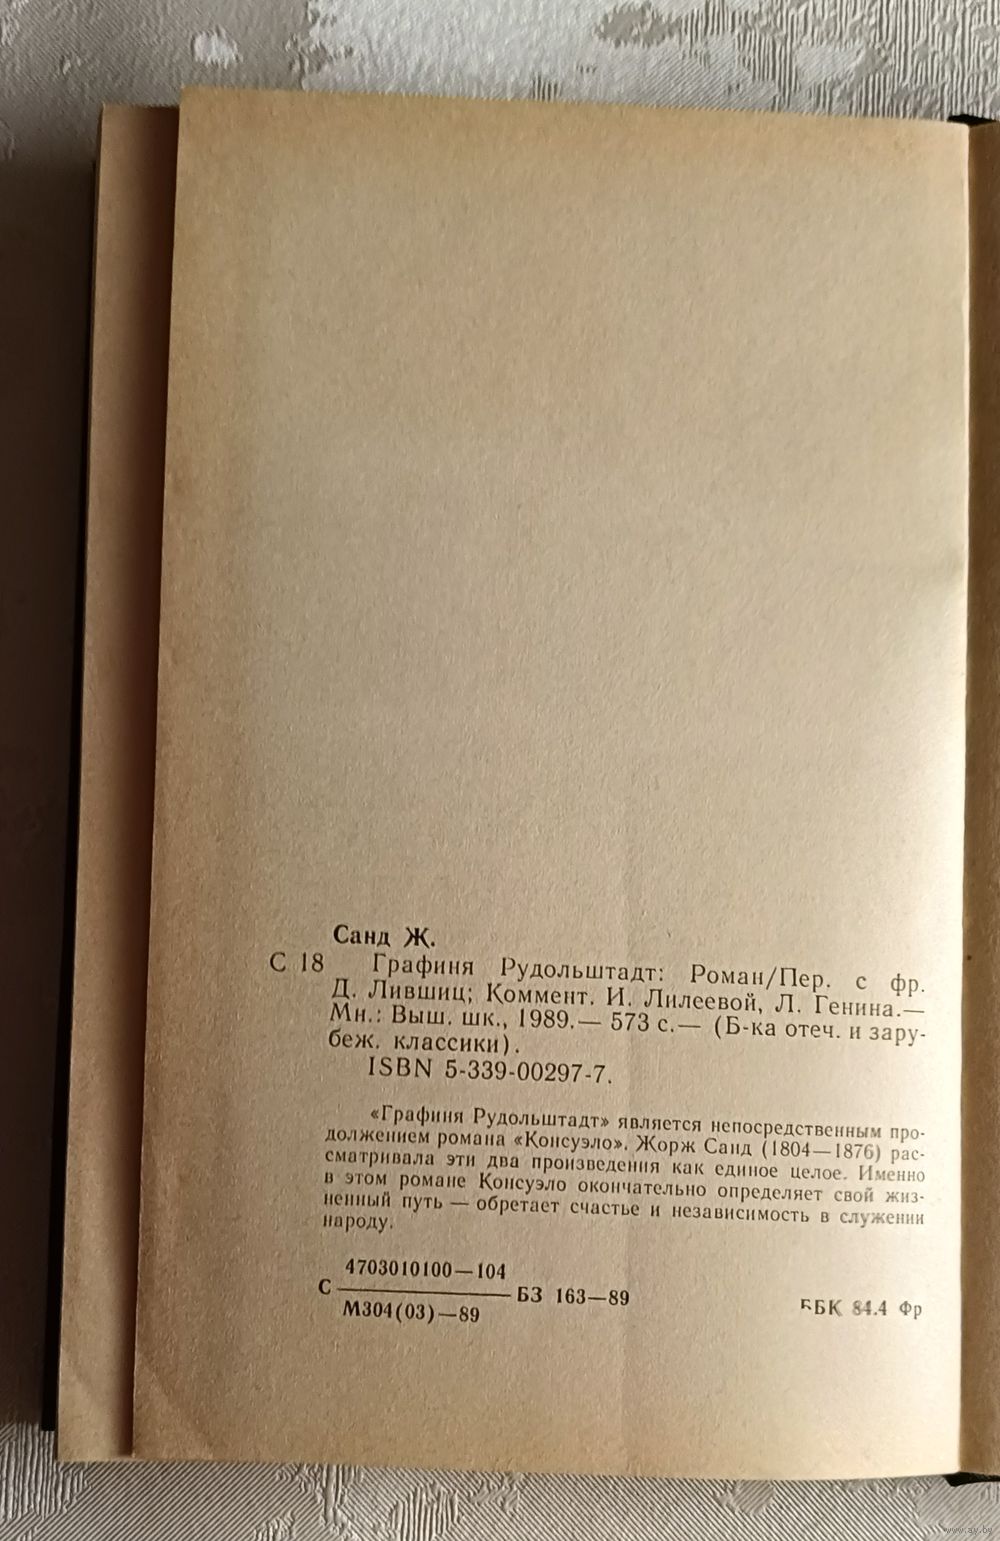 Санд Ж.
С 18 Графиня Рудольштадт: Роман/Пер. с фр.
Д. Лившиц; Коммент. И. Лилеевой, Л. Генина.—
Мн.: Выш. шк., 1989.— 573 с.— (Б-ка отеч. и зару-
беж. классики).
ISBN 5-339-00297-7.
«Графиня Рудольштадт» является непосредственным про-
должением романа «Консуэло». Жорж Санд (1804—1876) рас-
сматривала эти два произведения как единое целое. Именно
в этом романе Консуэло окончательно определяет свой жиз-
ненный путь — обретает счастье и независимость в служении
народу.
4703010100—104
С ——— БЗ 163—89
М304(03)—89
ББК 84.4 Фр
www.ay.by